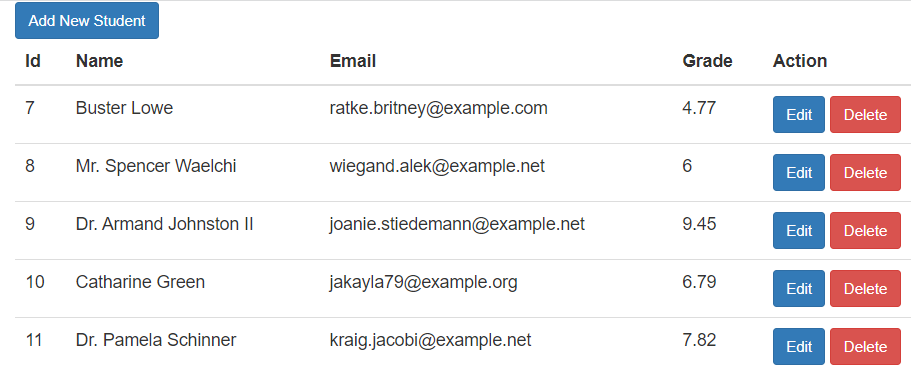 Add New Student
Id Name Email Grade Action
7 Buster Lowe ratke.britney@example.com 4.77 Edit Delete
8 Mr. Spencer Waelchi wiegand.alek@example.net 6 Edit Delete
9 Dr. Armand Johnston II joanie.stiedemann@example.net 9.45 Edit Delete
10 Catharine Green jakayla79@example.org 6.79 Edit Delete
11 Dr. Pamela Schinner kraig.jacobi@example.net 7.82 Edit Delete